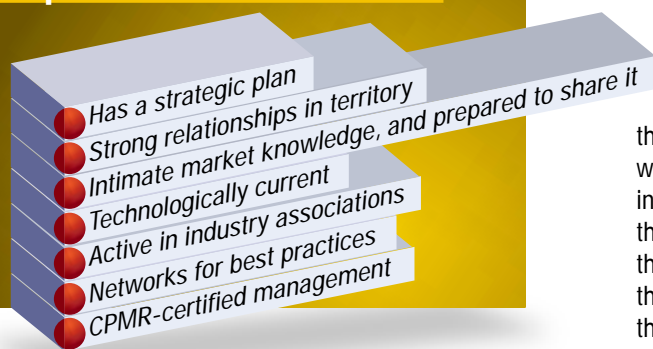 Has a strategic plan
Strong relationships in territory
Intimate market knowledge, and prepared to share it
Technologically current
Active in industry associations
Networks for best practices
CPMR-certified management